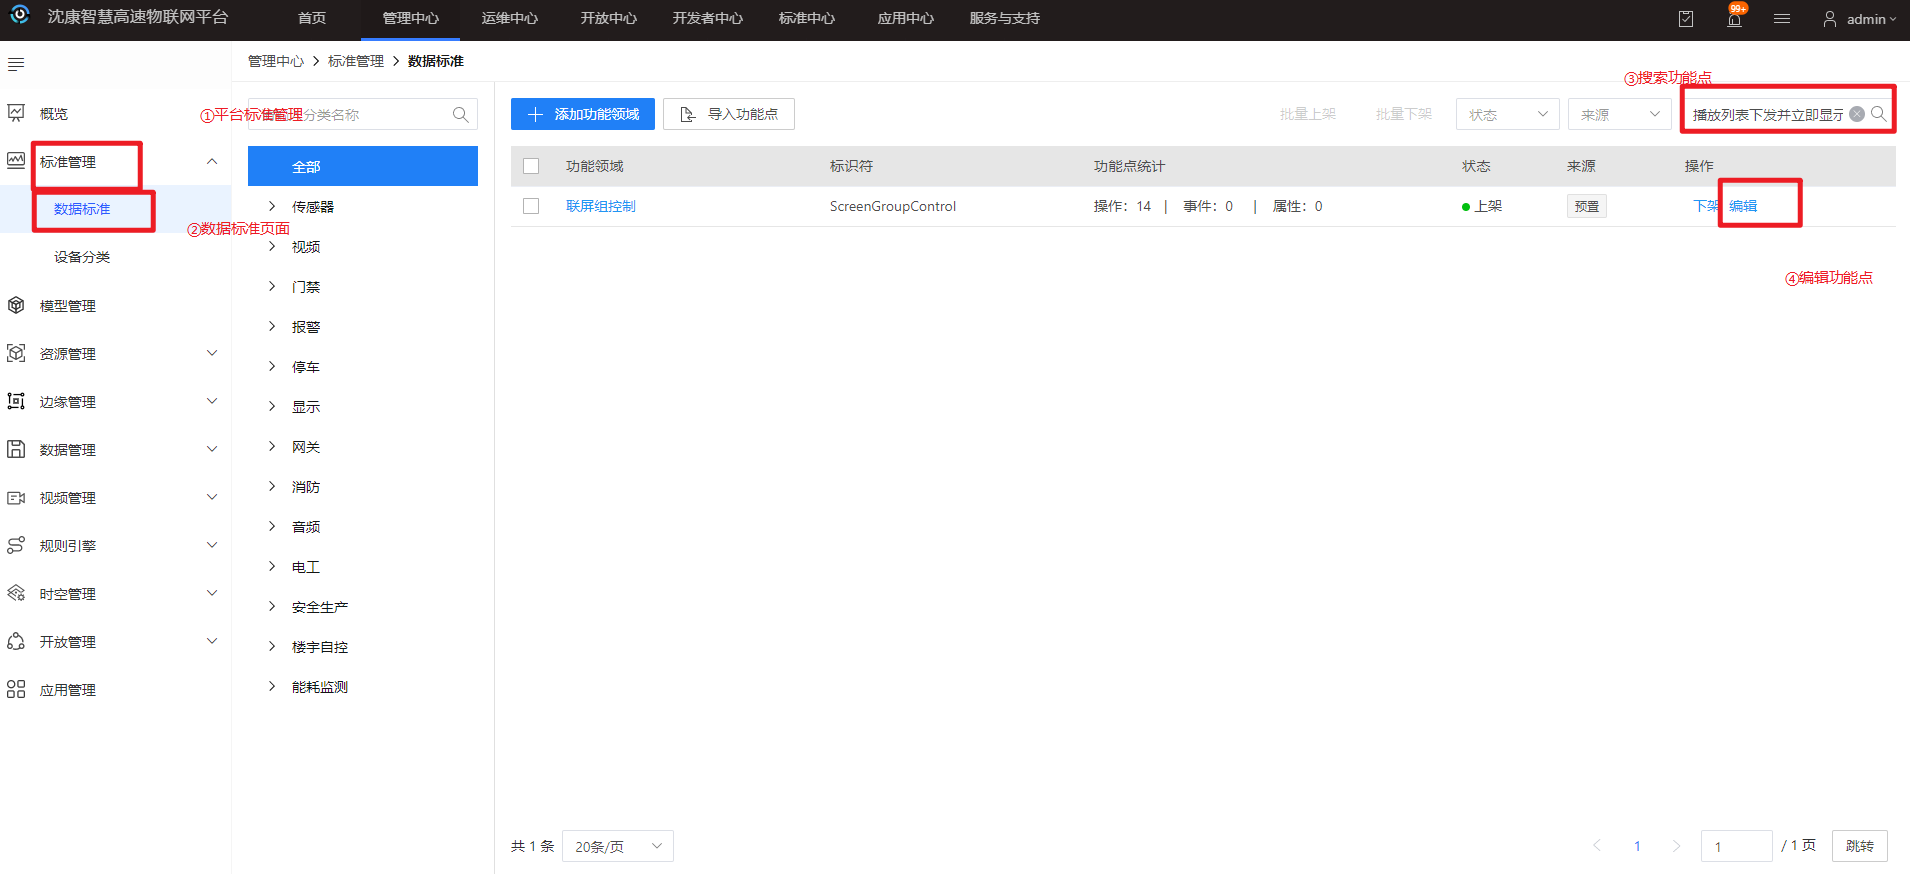 沈康智慧高速物联网平台
首页
管理中心
运维中心
开放中心
开发者中心
标准中心
应用中心
服务与支持
99+
admin
管理中心 > 标准管理 > 数据标准
③搜索功能点
概览
①平台标准管理
分类名称
添加功能领域
导入功能点
批量上架
批量下架
状态
来源
播放列表下发并立即显示
标准管理
全部
功能领域
标识符
功能点统计
状态
来源
操作
数据标准
②数据标准页面
传感器
联屏组控制
ScreenGroupControl
操作：14 | 事件：0 | 属性：0
上架
预置
下架
编辑
设备分类
视频
④编辑功能点
模型管理
门禁
资源管理
报警
边缘管理
停车
数据管理
显示
视频管理
网关
规则引擎
消防
时空管理
音频
开放管理
电工
应用管理
安全生产
楼宇自控
能耗监测
共 1 条
20条/页
1
1
/ 1 页
跳转